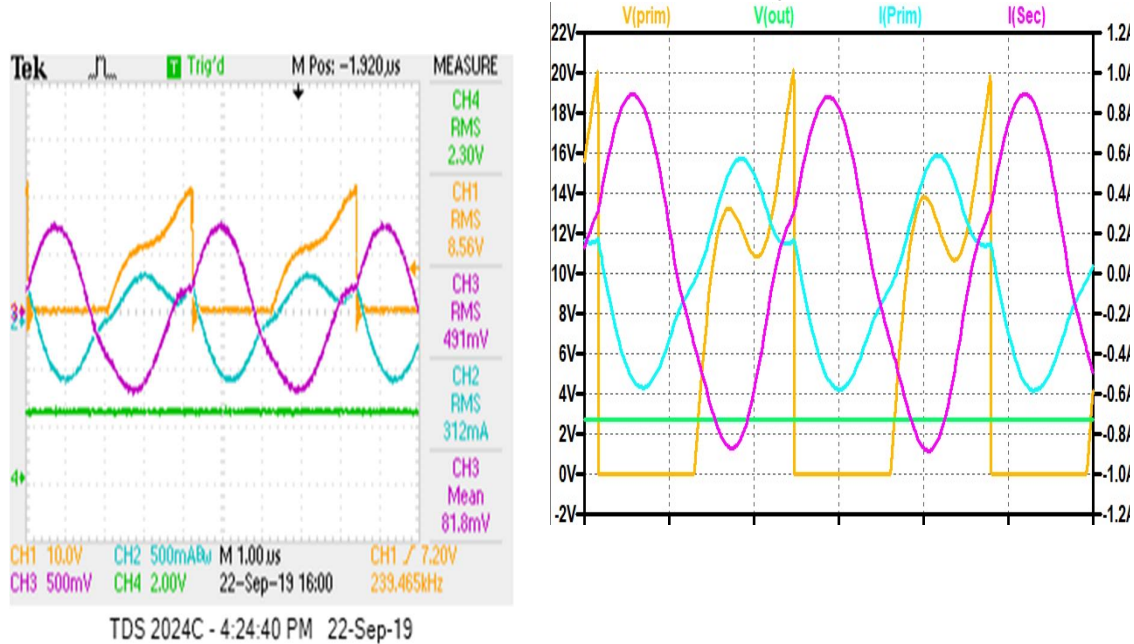 Tek Trig'd M Pos: -1.920µs MEASURE
CH4
RMS
2.30V
CH1
RMS
8.56V
CH3
RMS
491mV
CH2
RMS
312mA
CH3
Mean
81.8mV
3
2
4
CH1 10.0V CH2 500mABW M 1.00µs CH1 / 7.20V
CH3 500mV CH4 2.00V 22-Sep-19 16:00 239.465kHz
TDS 2024C - 4:24:40 PM 22-Sep-19
V(prim) V(out) I(Prim) I(Sec)
22V 1.2A
20V 1.0A
18V 0.8A
16V 0.6A
14V 0.4A
12V 0.2A
10V 0.0A
8V -0.2A
6V -0.4A
4V -0.6A
2V -0.8A
0V -1.0A
-2V -1.2A